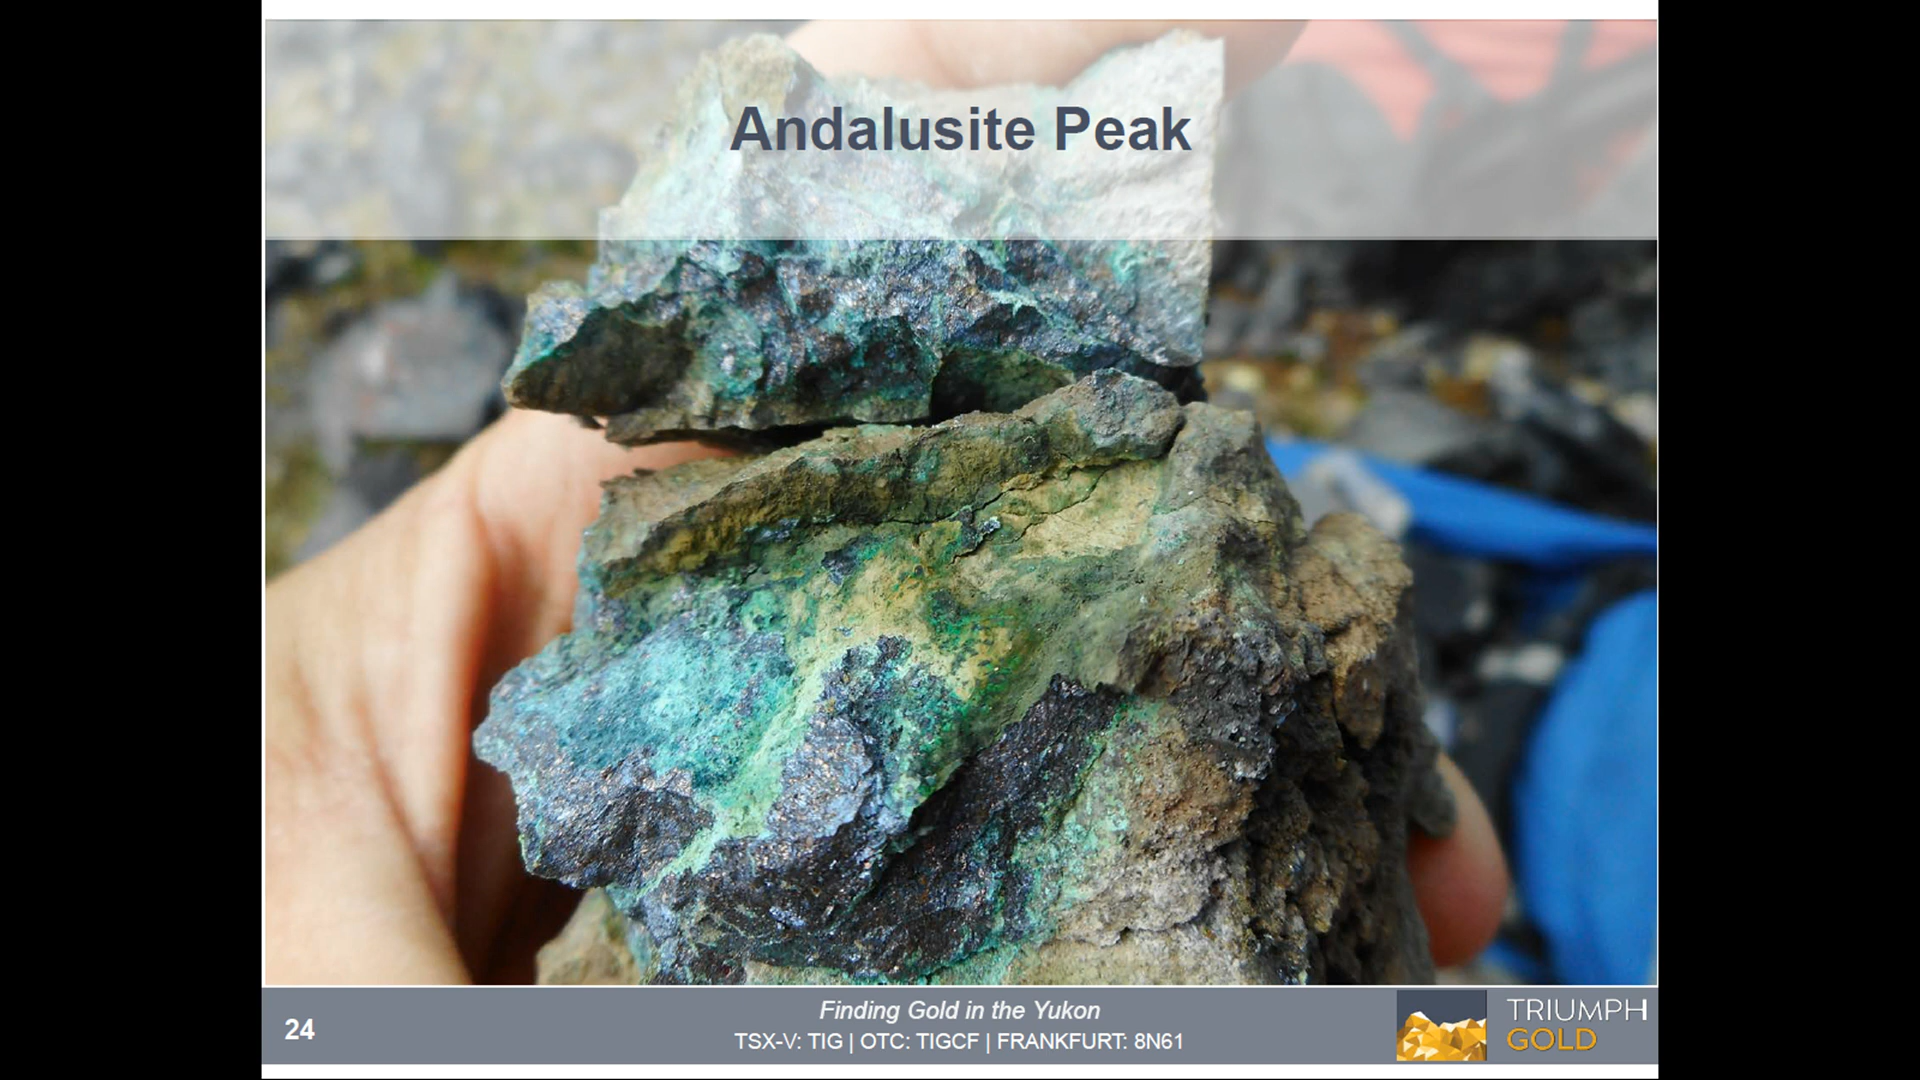 Andalusite Peak
24
Finding Gold in the Yukon
TSX-V: TIG | OTC: TIGCF | FRANKFURT: 8N61
TRIUMPH
GOLD